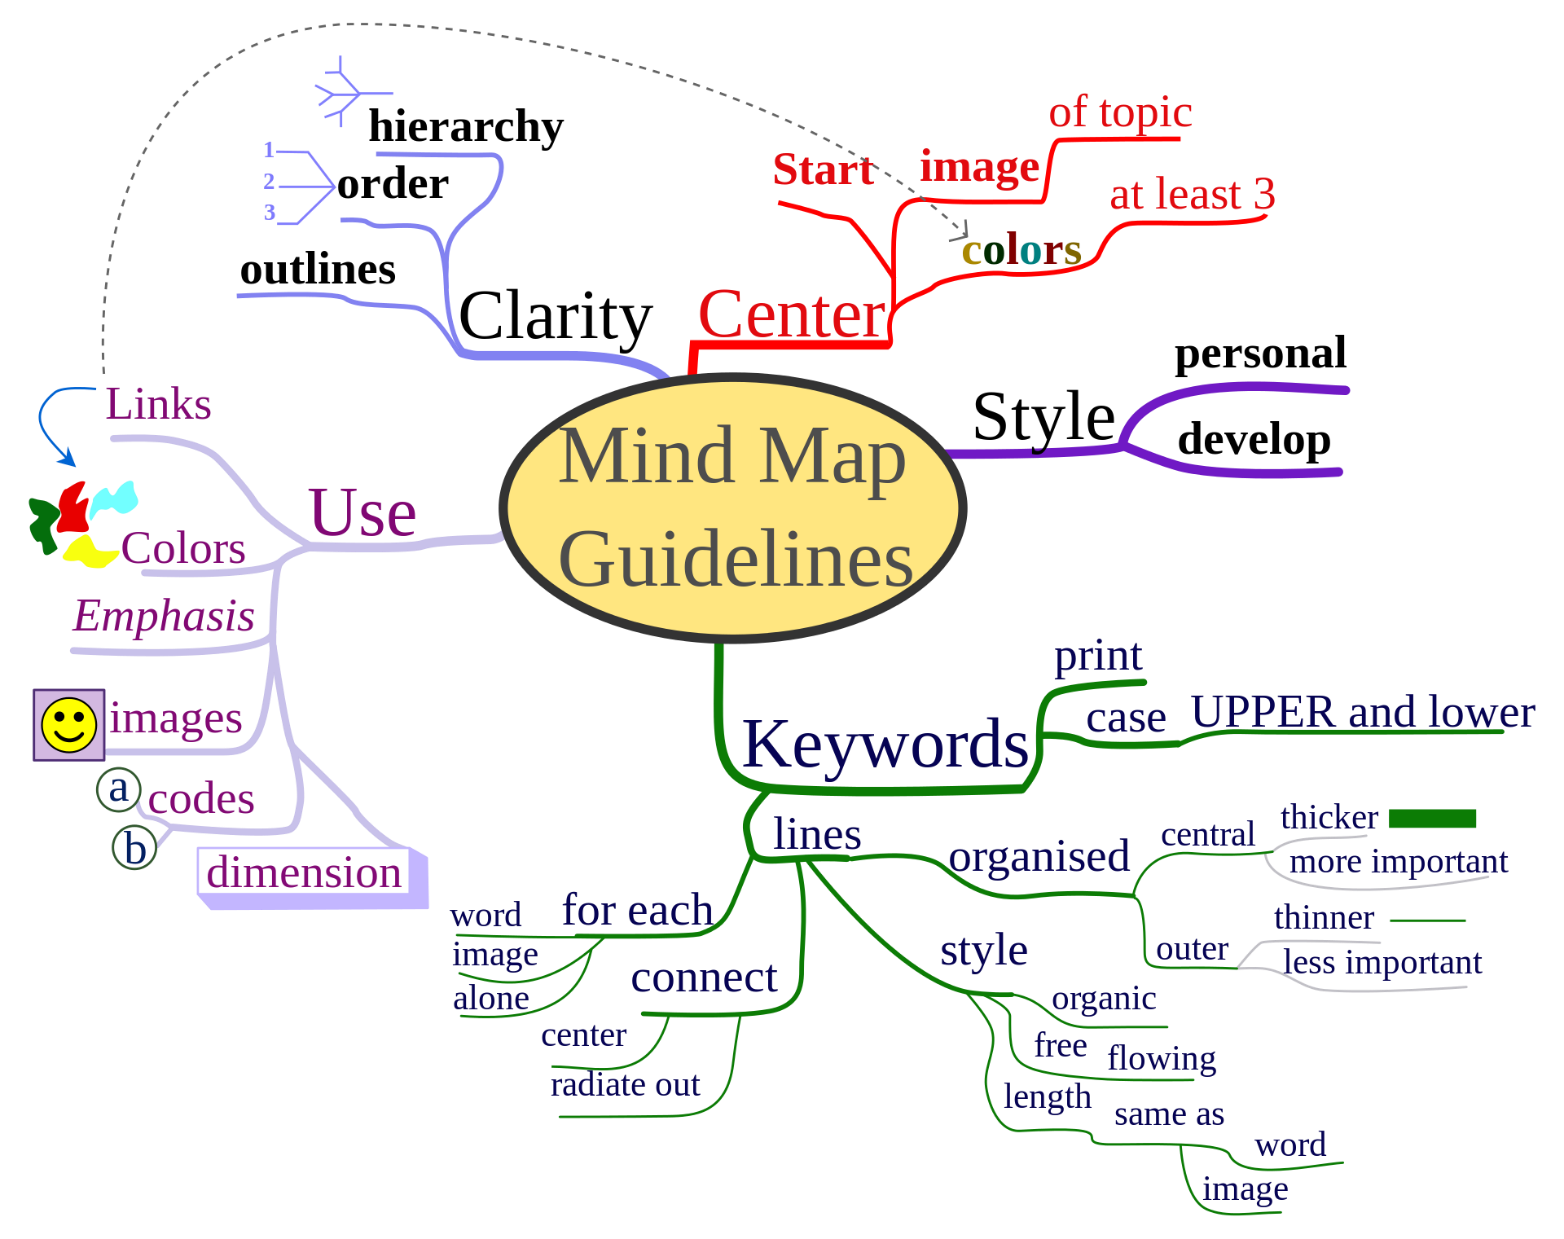 Mind Map
Guidelines
Center
Start
image
of topic
colors
at least 3
Style
personal
develop
Keywords
print
case
UPPER and lower
lines
organised
central
thicker
more important
outer
thinner
less important
style
organic
free
flowing
length
same as
word
image
connect
center
radiate out
for each
word
image
alone
Use
Links
Colors
Emphasis
images
codes
a
b
dimension
Clarity
hierarchy
order
1
2
3
outlines